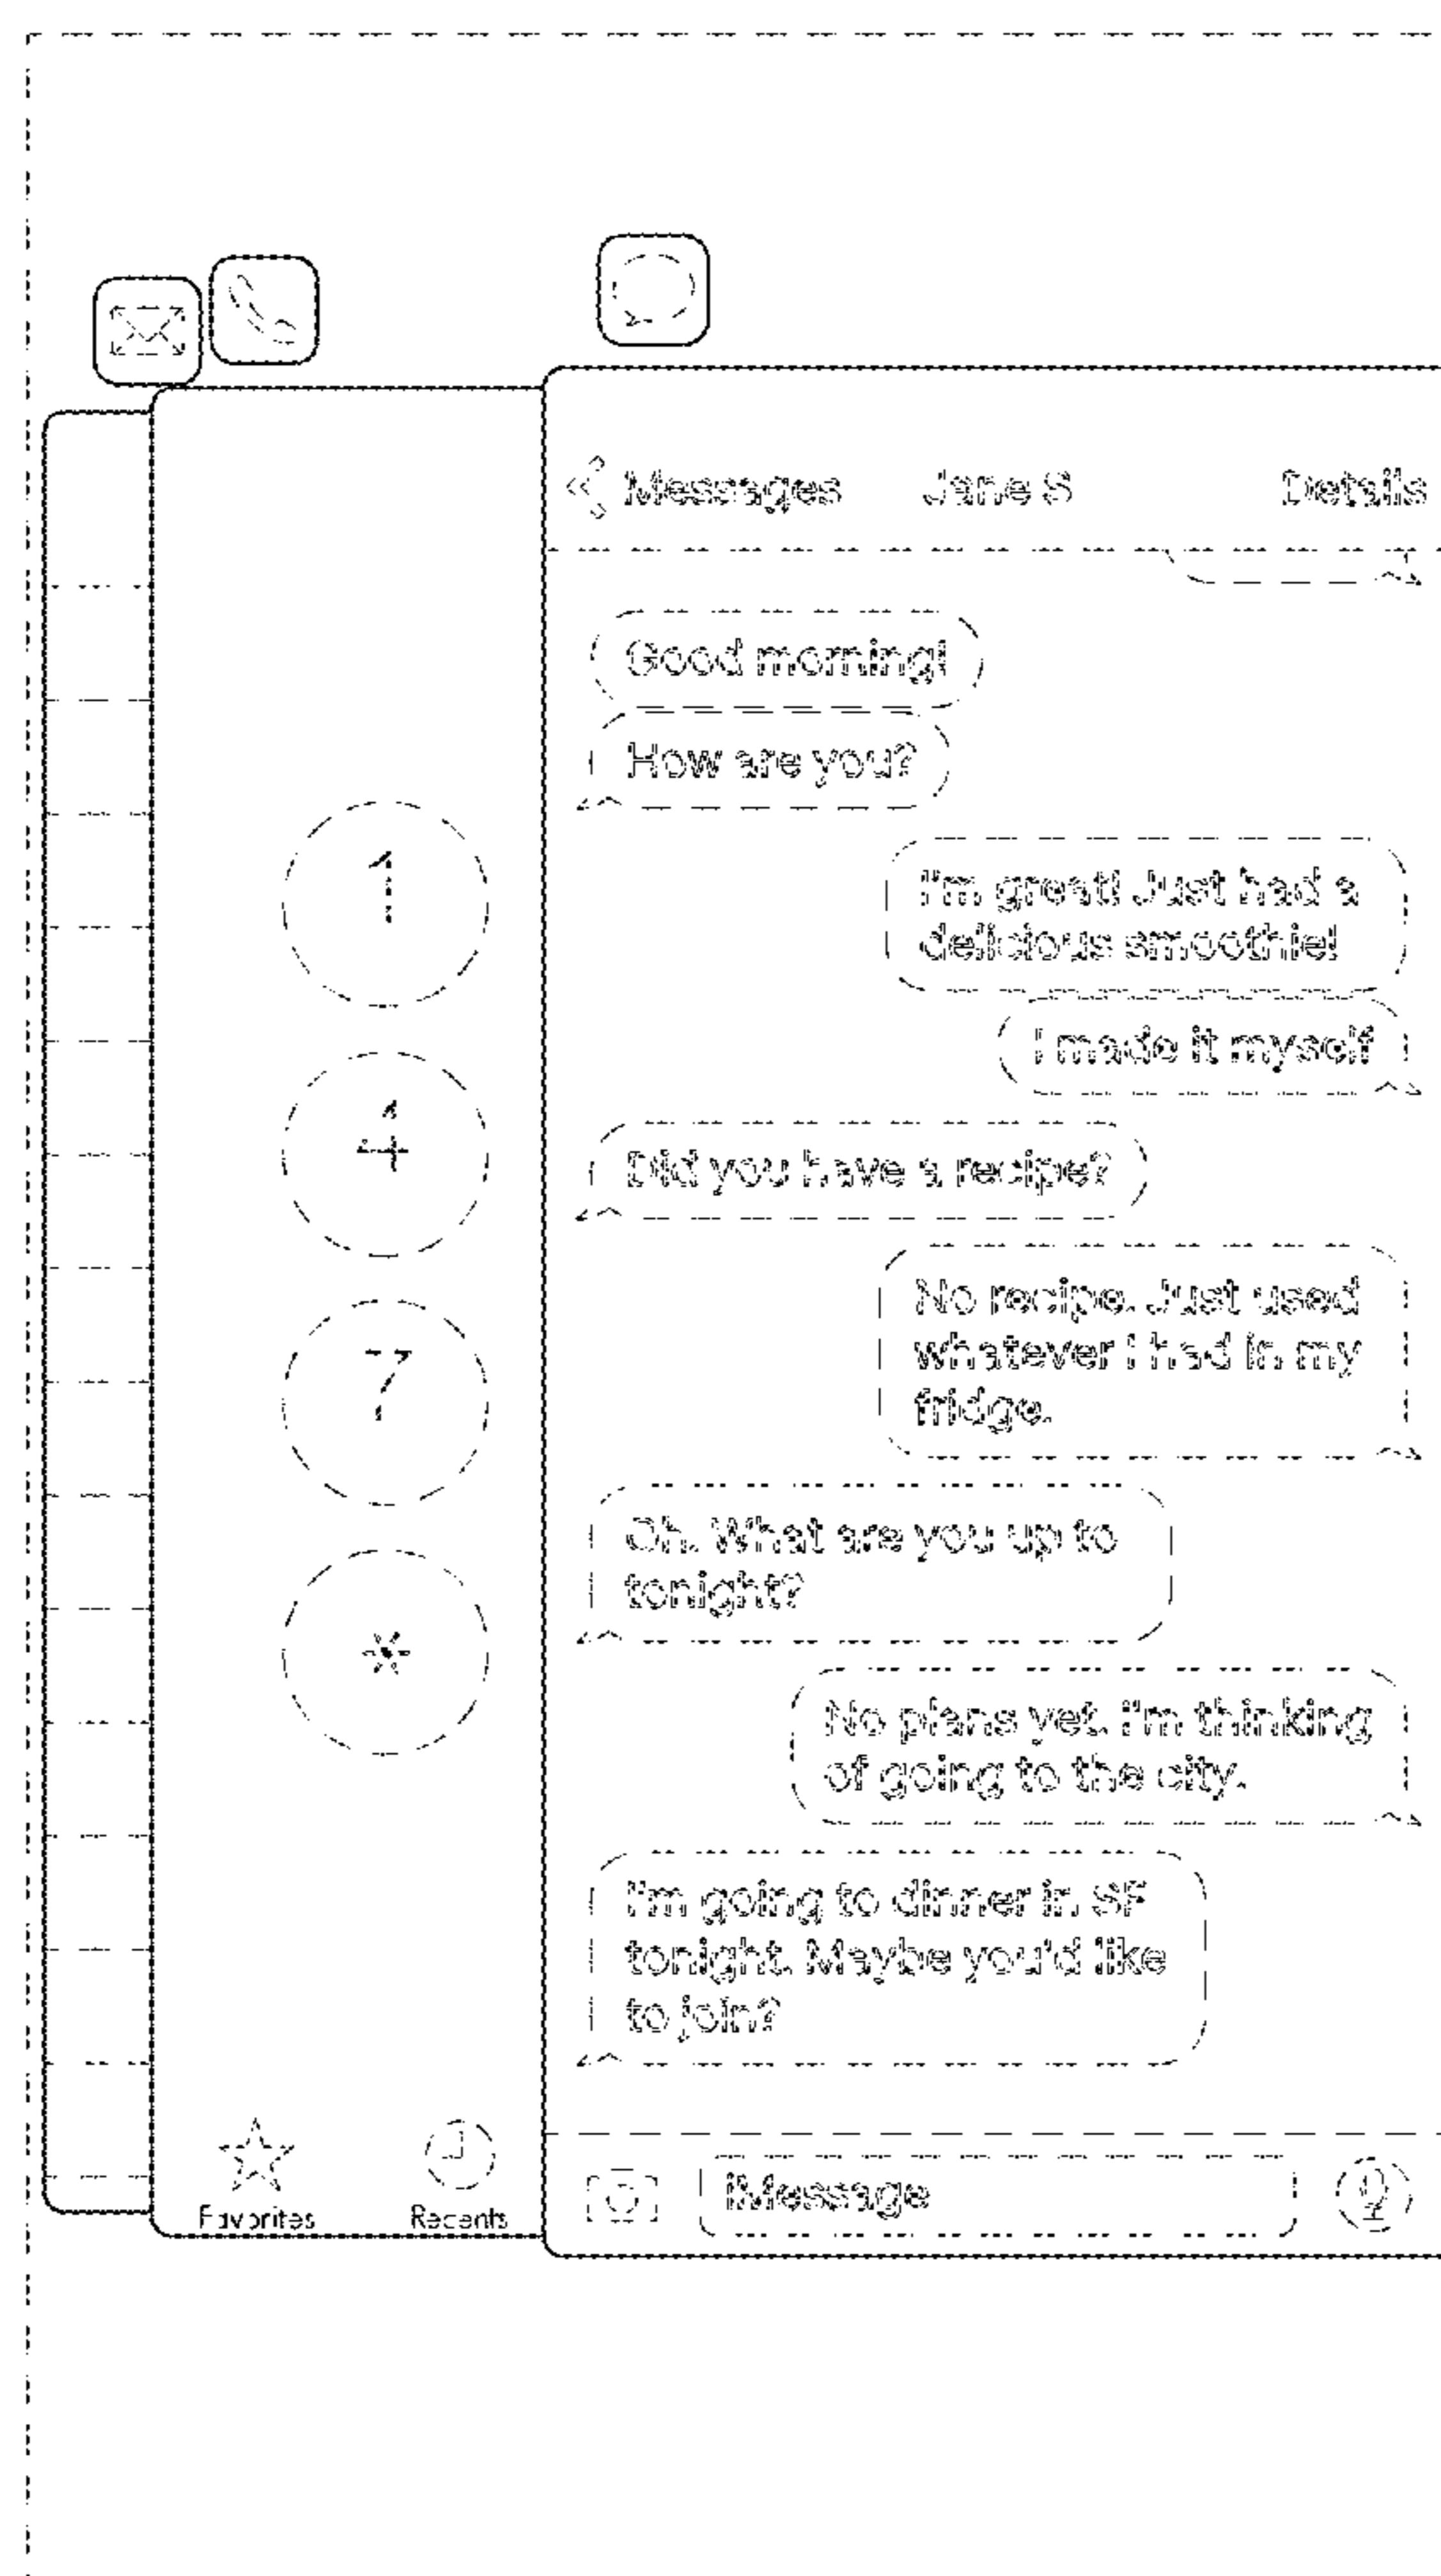 Messages Jane S Details
Good morning!
How are you?
I'm great! Just had a
delicious smoothie!
I made it myself
Did you have a recipe?
No recipe. Just used
whatever I had in my
fridge.
Oh. What are you up to
tonight?
No plans yet. I'm thinking
of going to the city.
I'm going to dinner in SF
tonight. Maybe you'd like
to join?
iMessage
1
4
7
*
Favorites Recents